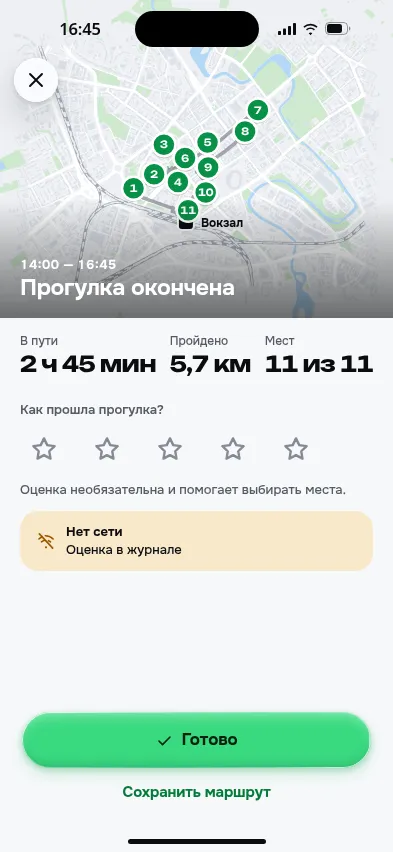 16:45
7
8
3
5
6
9
2
4
1
10
11
Вокзал
14:00 — 16:45
Прогулка окончена
В пути
Пройдено
Мест
2 ч 45 мин
5,7 км
11 из 11
Как прошла прогулка?
Оценка необязательна и помогает выбирать места.
Нет сети
Оценка в журнале
Готово
Сохранить маршрут